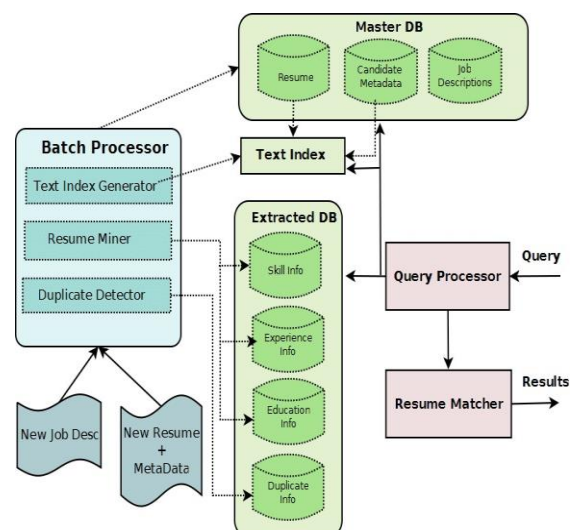 Master DB
Resume
Candidate
Metadata
Job
Descriptions
Batch Processor
Text Index Generator
Resume Miner
Duplicate Detector
Text Index
Extracted DB
Skill Info
Experience
Info
Education
Info
Duplicate
Info
Query Processor
Query
Resume Matcher
Results
New Job Desc
New Resume
+
MetaData